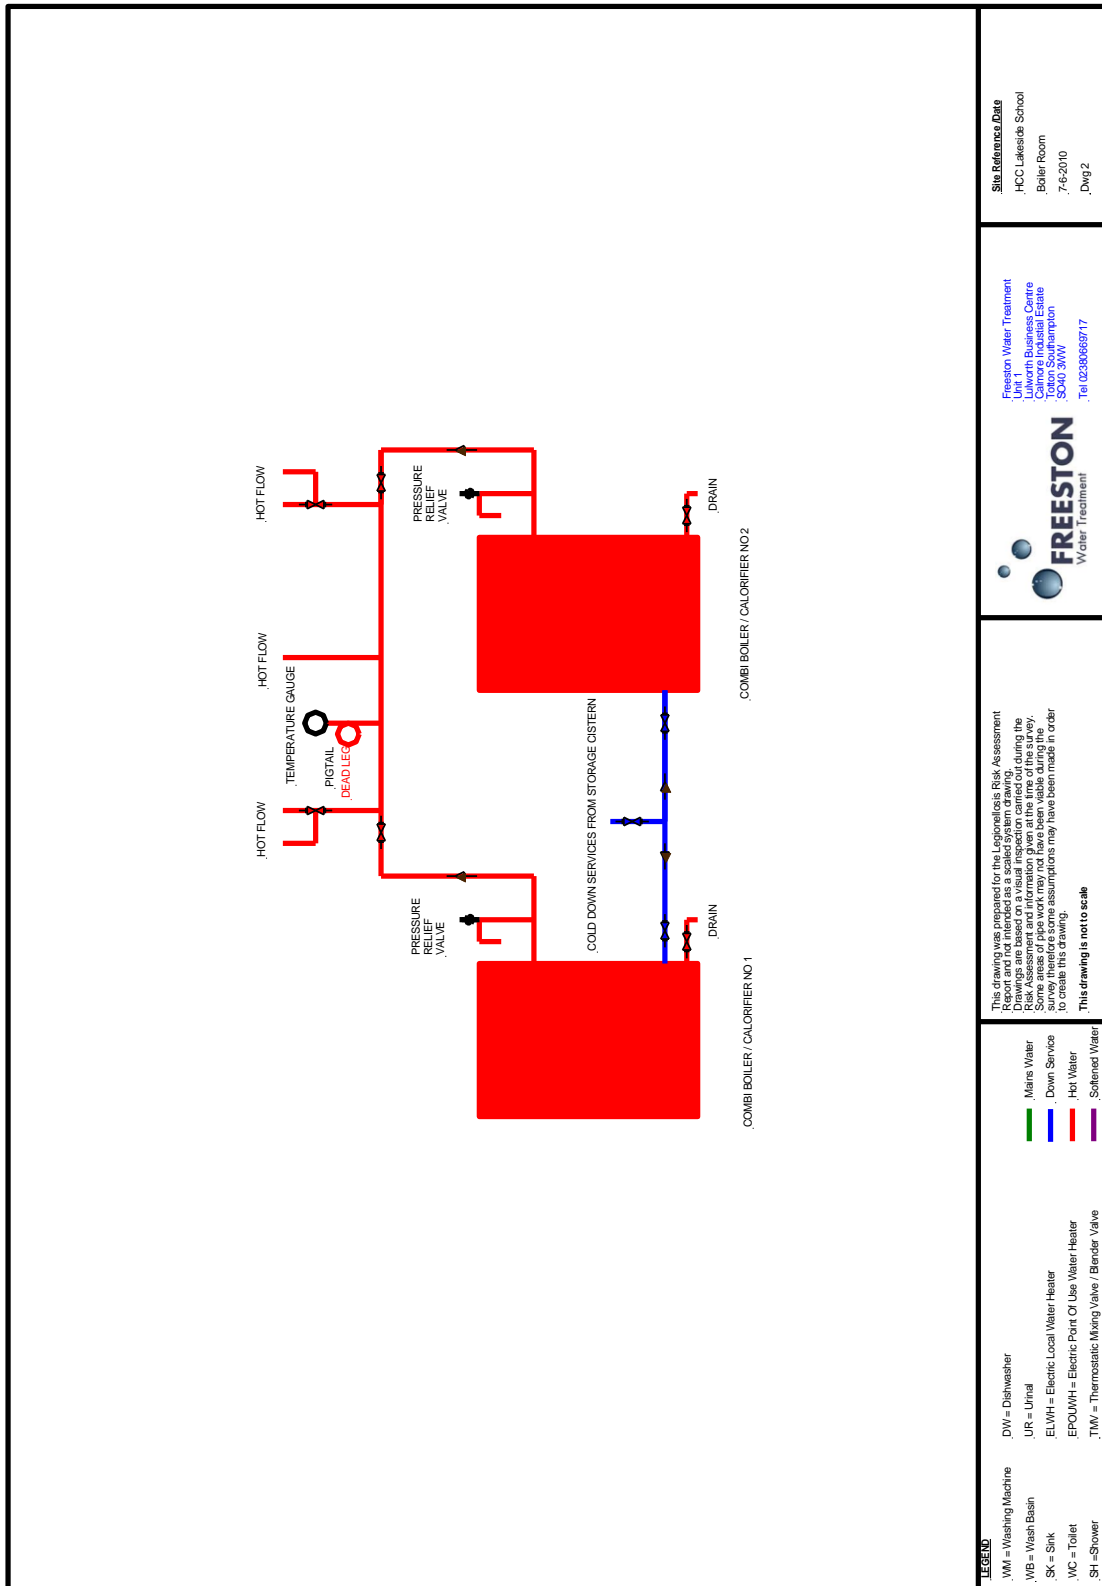 HOT FLOW
TEMPERATURE GAUGE
PIGTAIL
DEAD LEG
HOT FLOW
HOT FLOW
PRESSURE
RELIEF
VALVE
PRESSURE
RELIEF
VALVE
COLD DOWN SERVICES FROM STORAGE CISTERN
DRAIN
DRAIN
COMBI BOILER / CALORIFIER NO 1
COMBI BOILER / CALORIFIER NO 2
LEGEND
WM = Washing Machine
WB = Wash Basin
SK = Sink
WC = Toilet
SH =Shower
DW = Dishwasher
UR = Urinal
ELWH = Electric Local Water Heater
EPOUWH = Electric Point Of Use Water Heater
TMV = Thermostatic Mixing Valve / Blender Valve
Mains Water
Down Service
Hot Water
Softened Water
This drawing was prepared for the Legionellosis Risk Assessment
Report and not intended as a scaled system drawing.
Drawings are based on a visual inspection carried out during the
Risk Assessment and information given at the time of the survey.
Some areas of pipe work may not have been viable during the
survey therefore some assumptions may have been made in order
to create this drawing.
This drawing is not to scale
FREESTON
Water Treatment
Freeston Water Treatment
Unit 1
Lulworth Business Centre
Calmore Industial Estate
Totton Southampton
SO40 3WW
Tel 02380669717
Site Reference /Date
HCC Lakeside School
Boiler Room
7-6-2010
Dwg 2